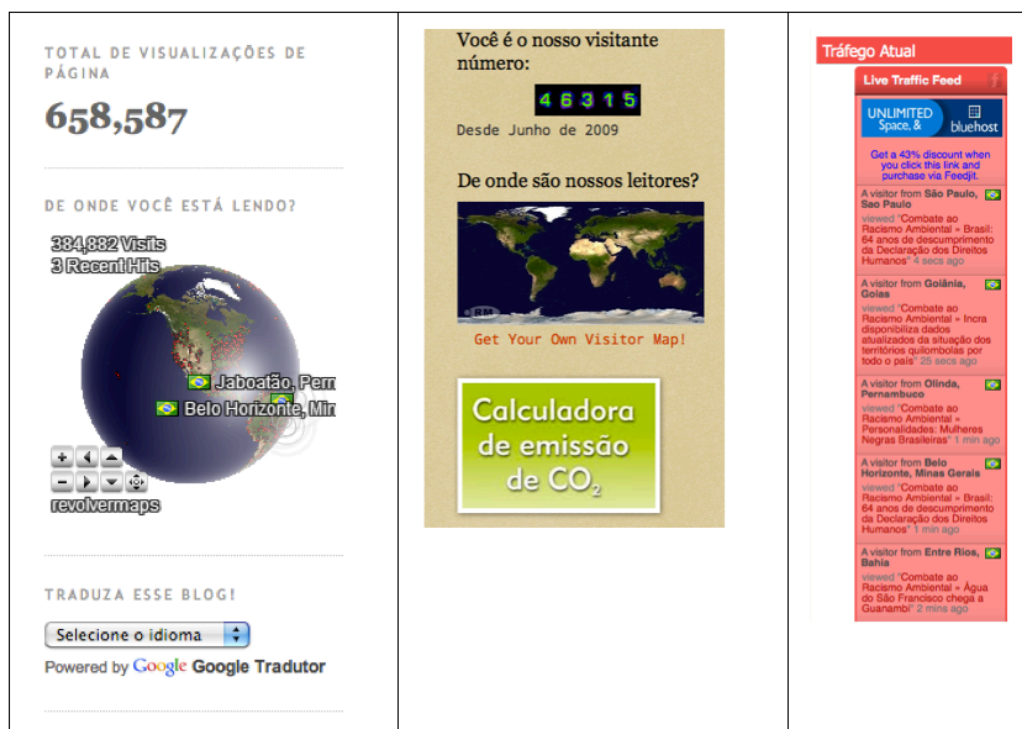 TOTAL DE VISUALIZAÇÕES DE
PÁGINA
658,587
DE ONDE VOCÊ ESTÁ LENDO?
384,882 Visits
3 Recent Hits
Jaboatão, Pern
Belo Horizonte, Min
revolvermaps
TRADUZA ESSE BLOG!
Selecione o idioma
Powered by Google Google Tradutor
Você é o nosso visitante
número:
46315
Desde Junho de 2009
De onde são nossos leitores?
RM
Get Your Own Visitor Map!
Calculadora
de emissão
de CO2
Tráfego Atual
Live Traffic Feed
UNLIMITED
Space, &
bluehost
Get a 43% discount when
you click this link and
purchase via Feedjit.
A visitor from São Paulo,
Sao Paulo
viewed "Combate ao
Racismo Ambiental » Brasil:
64 anos de descumprimento
da Declaração dos Direitos
Humanos" 4 secs ago
A visitor from Goiânia,
Goias
viewed "Combate ao
Racismo Ambiental » Incra
disponibiliza dados
atualizados da situação dos
territórios quilombolas por
todo o país" 25 secs ago
A visitor from Olinda,
Pernambuco
viewed "Combate ao
Racismo Ambiental »
Personalidades: Mulheres
Negras Brasileiras" 1 min ago
A visitor from Belo
Horizonte, Minas Gerais
viewed "Combate ao
Racismo Ambiental » Brasil:
64 anos de descumprimento
da Declaração dos Direitos
Humanos" 1 min ago
A visitor from Entre Rios,
Bahia
viewed "Combate ao
Racismo Ambiental » Água
do São Francisco chega a
Guanambi" 2 mins ago